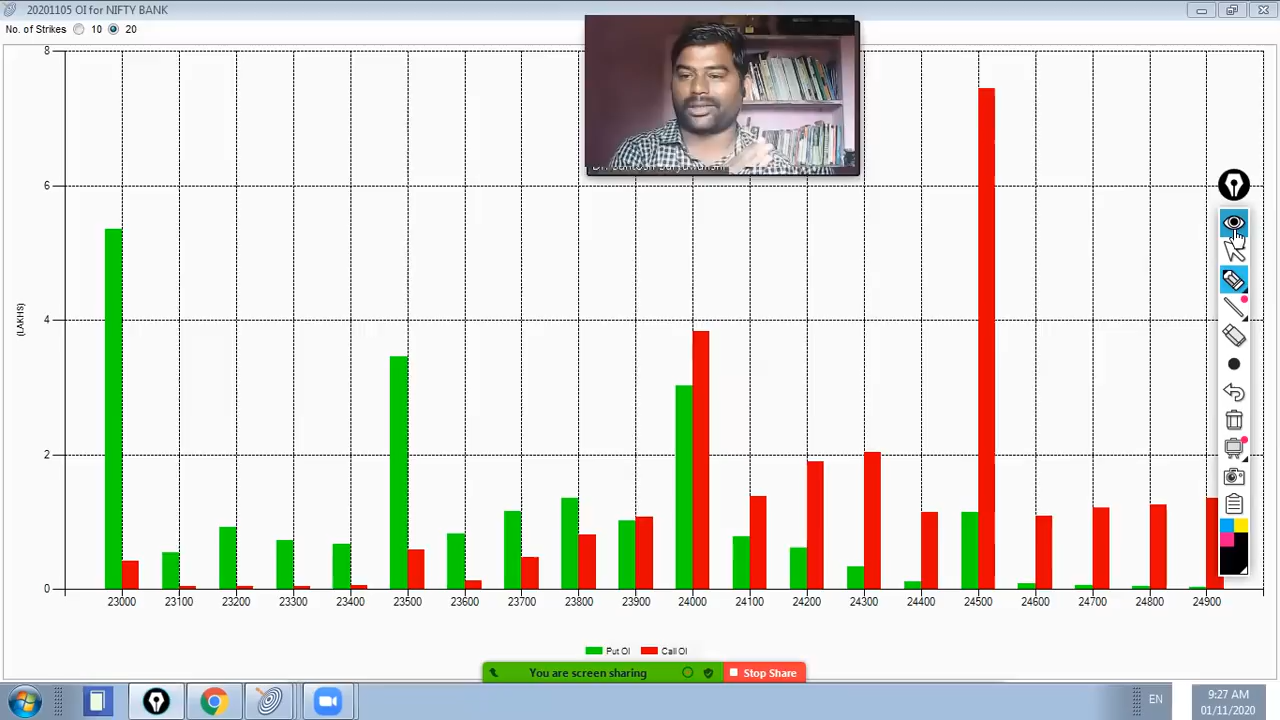 20201105 OI for NIFTY BANK
No. of Strikes 10 20
8
6
4
2
0
(LAKHS)
23000 23100 23200 23300 23400 23500 23600 23700 23800 23900 24000 24100 24200 24300 24400 24500 24600 24700 24800 24900
Put OI Call OI
You are screen sharing Stop Share
EN
9:27 AM
01/11/2020